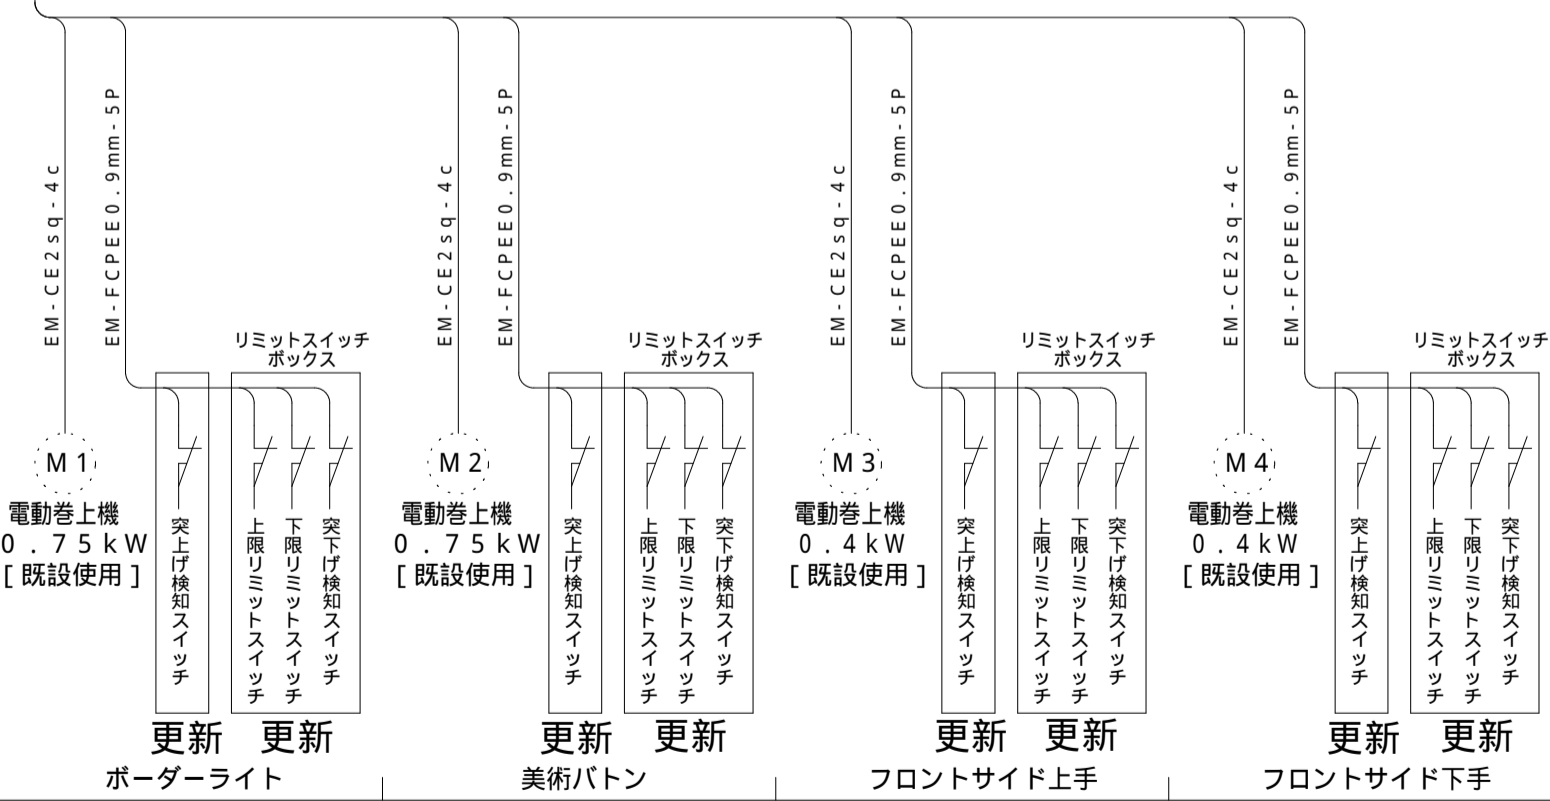 EM-CE2sq-4c
EM-FCPEE0.9mm-5P
リミットスイッチ
ボックス
M1
電動巻上機
0.75kW
[既設使用]
突上げ検知スイッチ
上限リミットスイッチ
下限リミットスイッチ
突下げ検知スイッチ
更新
更新
ボーダーライト
EM-CE2sq-4c
EM-FCPEE0.9mm-5P
リミットスイッチ
ボックス
M2
電動巻上機
0.75kW
[既設使用]
突上げ検知スイッチ
上限リミットスイッチ
下限リミットスイッチ
突下げ検知スイッチ
更新
更新
美術バトン
EM-CE2sq-4c
EM-FCPEE0.9mm-5P
リミットスイッチ
ボックス
M3
電動巻上機
0.4kW
[既設使用]
突上げ検知スイッチ
上限リミットスイッチ
下限リミットスイッチ
突下げ検知スイッチ
更新
更新
フロントサイド上手
EM-CE2sq-4c
EM-FCPEE0.9mm-5P
リミットスイッチ
ボックス
M4
電動巻上機
0.4kW
[既設使用]
突上げ検知スイッチ
上限リミットスイッチ
下限リミットスイッチ
突下げ検知スイッチ
更新
更新
フロントサイド下手